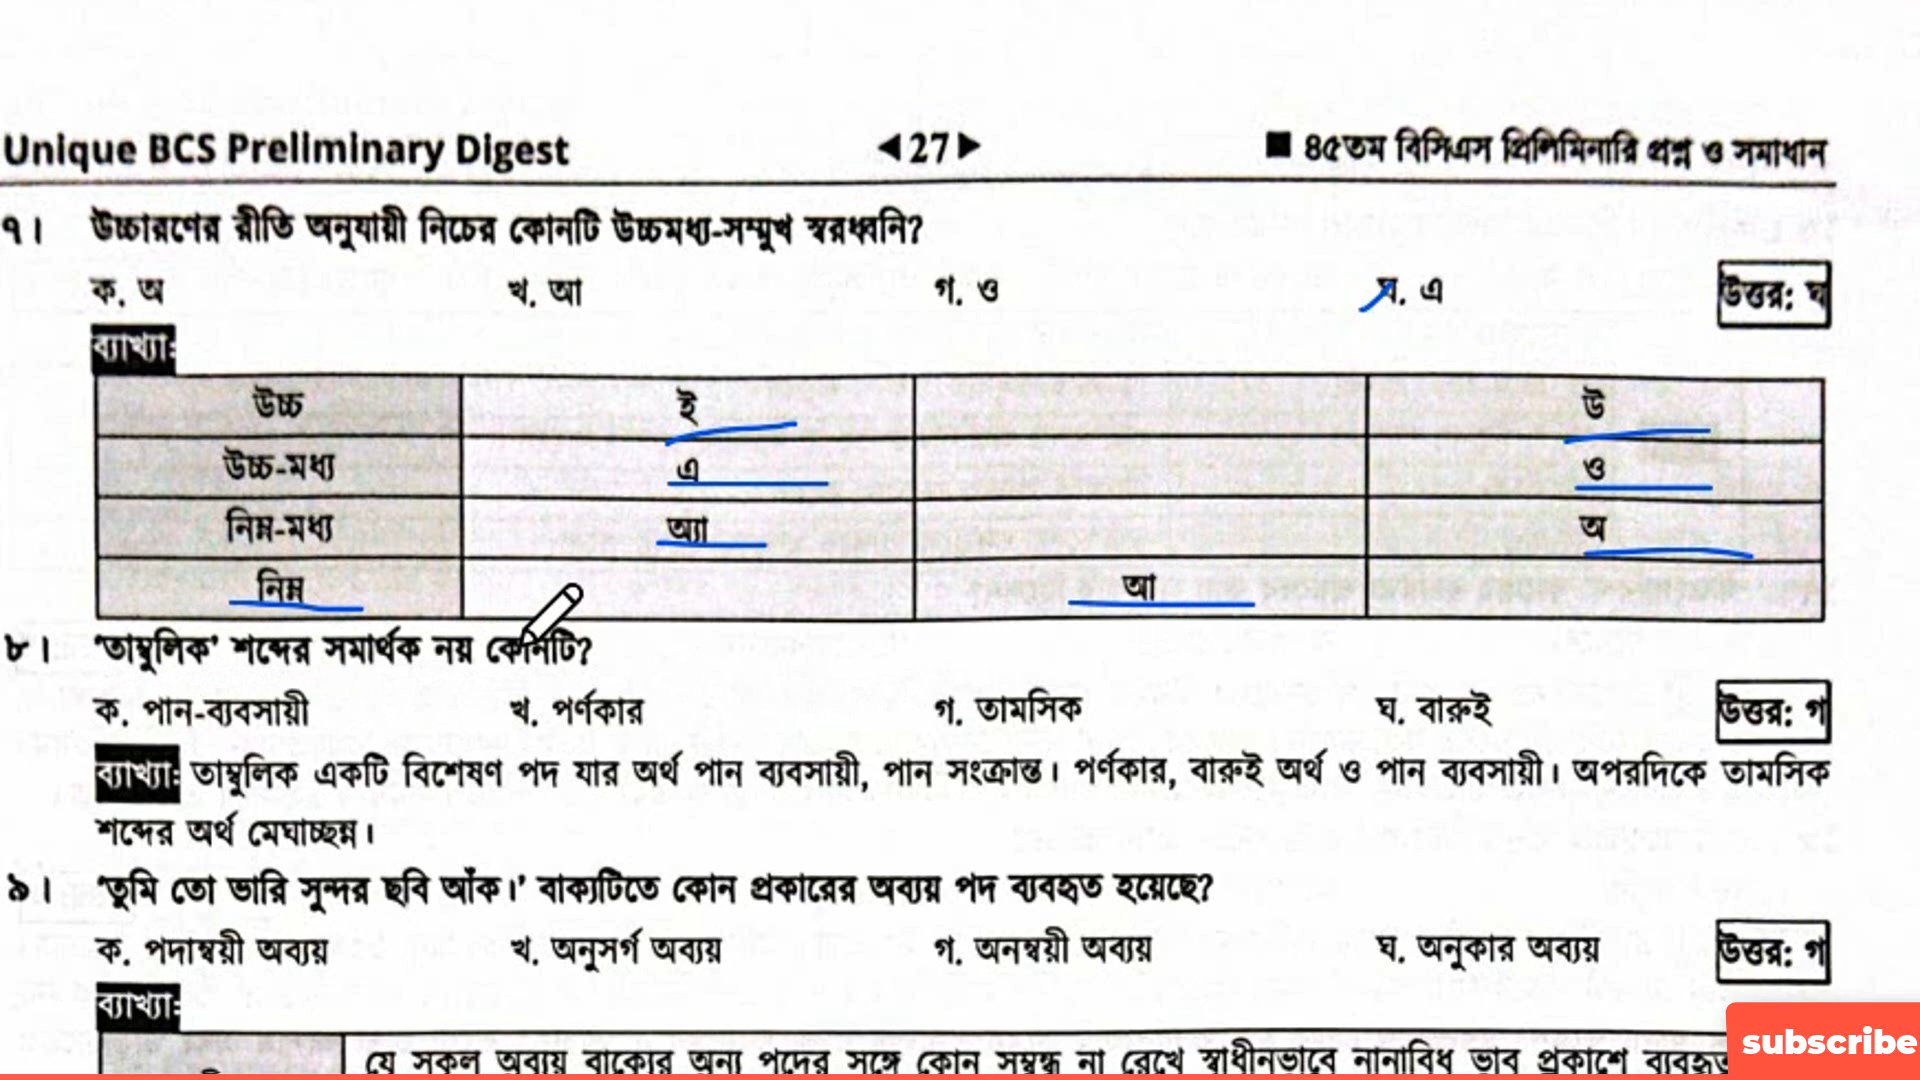 Unique BCS Preliminary Digest ◄27► ■ ৪৫তম বিসিএস প্রিলিমিনারি প্রশ্ন ও সমাধান
৭। উচ্চারণের রীতি অনুযায়ী নিচের কোনটি উচ্চমধ্য-সম্মুখ স্বরধ্বনি?
ক. অ খ. আ গ. ও ঘ. এ উত্তর: ঘ
ব্যাখ্যা:
উচ্চ ই উ
উচ্চ-মধ্য এ ও
নিম্ন-মধ্য অ্যা অ
নিম্ন আ
৮। 'তাম্বুলিক' শব্দের সমার্থক নয় কোনটি?
ক. পান-ব্যবসায়ী খ. পর্ণকার গ. তামসিক ঘ. বারুই উত্তর: গ
ব্যাখ্যা: তাম্বুলিক একটি বিশেষণ পদ যার অর্থ পান ব্যবসায়ী, পান সংক্রান্ত। পর্ণকার, বারুই অর্থ ও পান ব্যবসায়ী। অপরদিকে তামসিক
শব্দের অর্থ মেঘাচ্ছন্ন।
৯। 'তুমি তো ভারি সুন্দর ছবি আঁক।' বাক্যটিতে কোন প্রকারের অব্যয় পদ ব্যবহৃত হয়েছে?
ক. পদান্বয়ী অব্যয় খ. অনুসর্গ অব্যয় গ. অনন্বয়ী অব্যয় ঘ. অনুকার অব্যয় উত্তর: গ
ব্যাখ্যা:
যে সকল অব্যয় বাক্যের অন্য পদের সঙ্গে কোন সম্বন্ধ না রেখে স্বাধীনভাবে নানাবিধ ভাব প্রকাশে ব্যবহৃত
subscribe